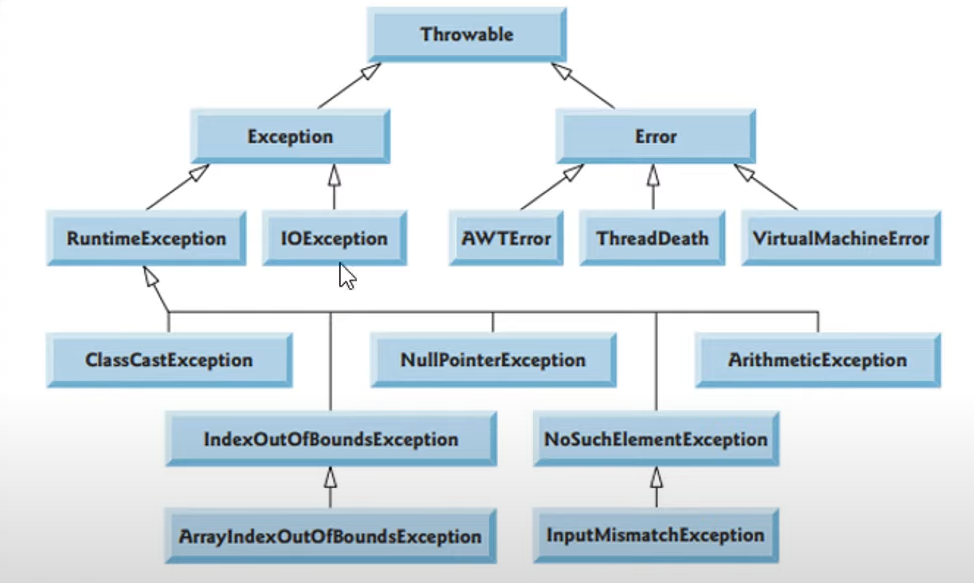 Throwable
Exception
Error
RuntimeException
IOException
AWTError
ThreadDeath
VirtualMachineError
ClassCastException
NullPointerException
ArithmeticException
IndexOutOfBoundsException
NoSuchElementException
ArrayIndexOutOfBoundsException
InputMismatchException